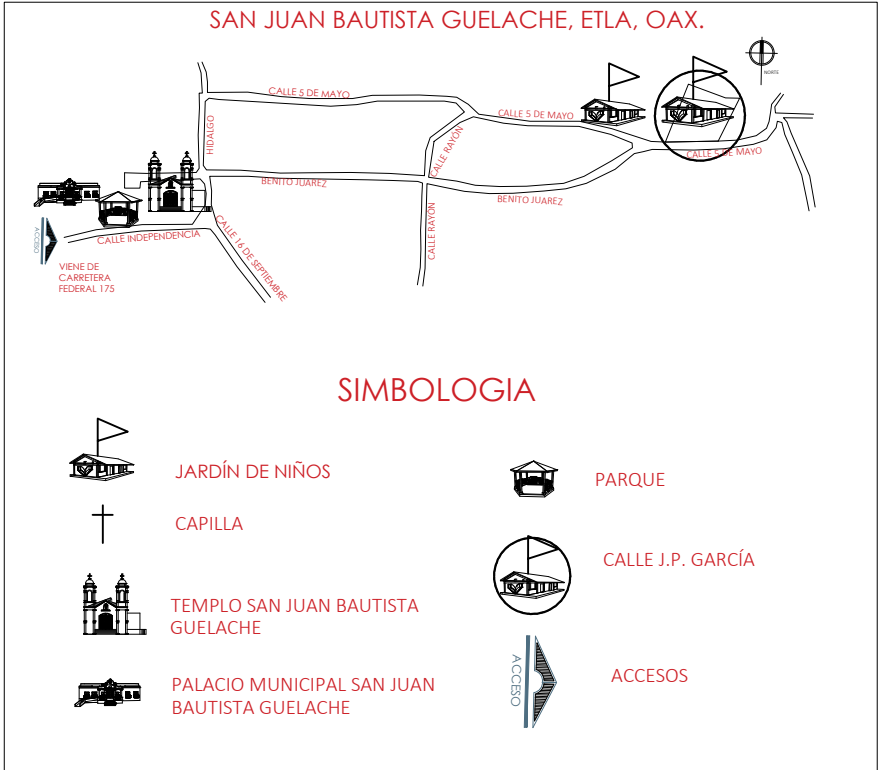 SAN JUAN BAUTISTA GUELACHE, ETLA, OAX.
NORTE
CALLE 5 DE MAYO
CALLE 5 DE MAYO
CALLE 5 DE MAYO
HIDALGO
CALLE RAYÓN
BENITO JUAREZ
BENITO JUAREZ
CALLE RAYÓN
CALLE INDEPENDENCÍA
CALLE 16 DE SEPTIEMBRE
ACCESO
VIENE DE
CARRETERA
FEDERAL 175
SIMBOLOGIA
JARDÍN DE NIÑOS
CAPILLA
TEMPLO SAN JUAN BAUTISTA
GUELACHE
PALACIO MUNICIPAL SAN JUAN
BAUTISTA GUELACHE
PARQUE
CALLE J.P. GARCÍA
ACCESO
ACCESOS